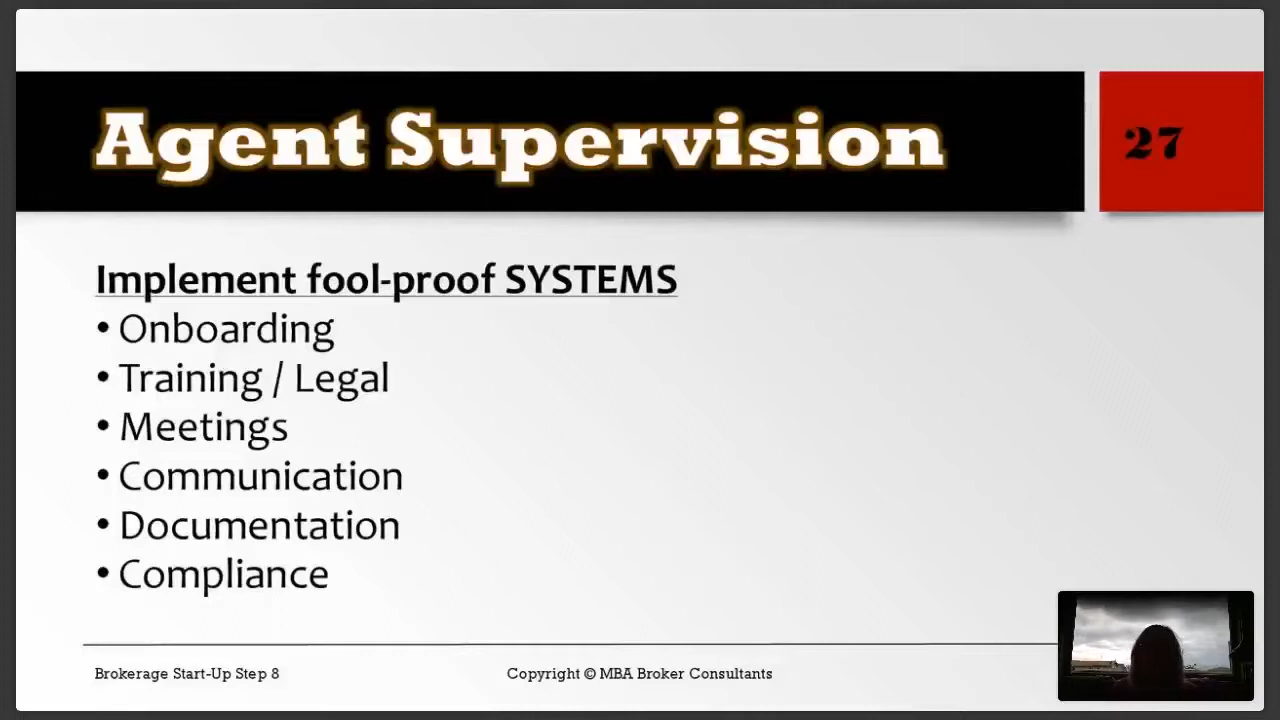 Agent Supervision
27
Implement fool-proof SYSTEMS
• Onboarding
• Training / Legal
• Meetings
• Communication
• Documentation
• Compliance
Brokerage Start-Up Step 8
Copyright © MBA Broker Consultants